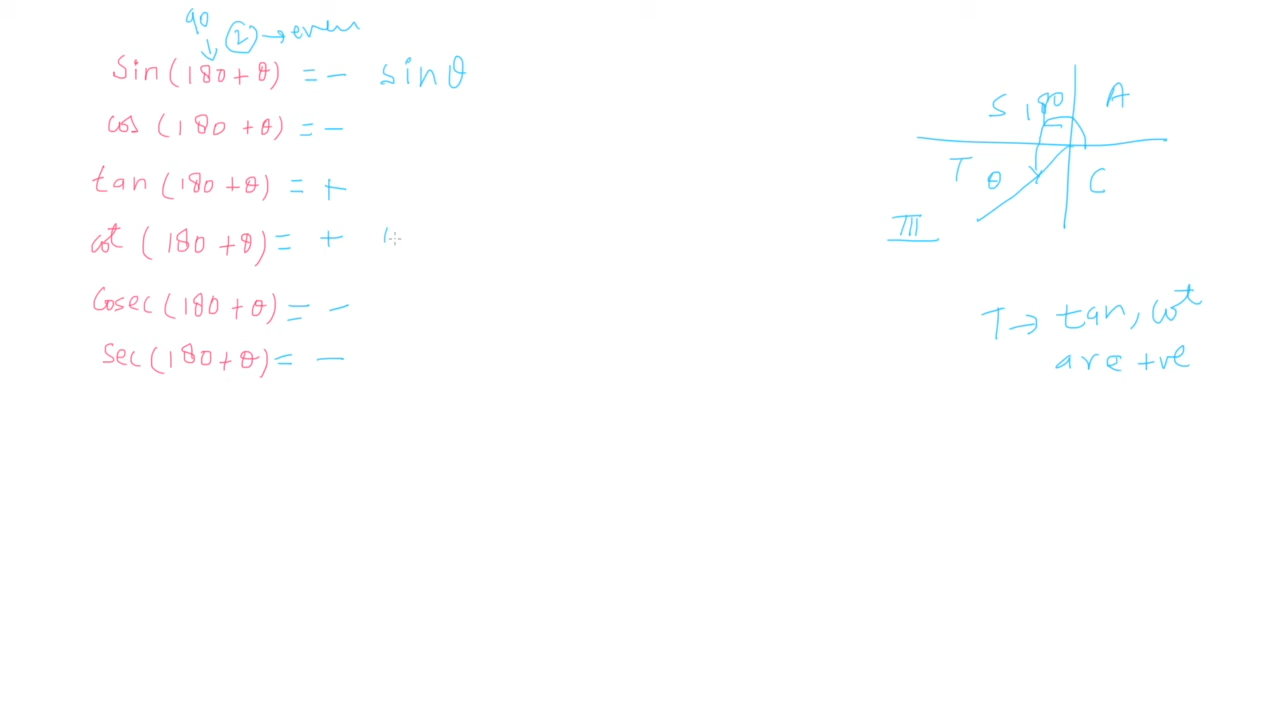 90
② → even
Sin(180+θ) = - sinθ
cos (180+θ) = -
tan (180+θ) = +
cot (180+θ) = +
Cosec(180+θ) = -
Sec(180+θ) = -
S 180 A
T θ C
III
T → tan, cot
are +ve